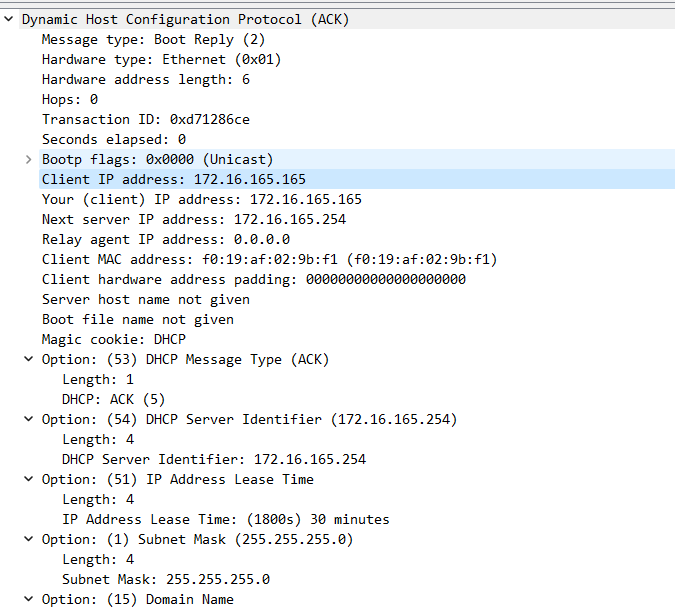 Dynamic Host Configuration Protocol (ACK)
Message type: Boot Reply (2)
Hardware type: Ethernet (0x01)
Hardware address length: 6
Hops: 0
Transaction ID: 0xd71286ce
Seconds elapsed: 0
Bootp flags: 0x0000 (Unicast)
Client IP address: 172.16.165.165
Your (client) IP address: 172.16.165.165
Next server IP address: 172.16.165.254
Relay agent IP address: 0.0.0.0
Client MAC address: f0:19:af:02:9b:f1 (f0:19:af:02:9b:f1)
Client hardware address padding: 00000000000000000000
Server host name not given
Boot file name not given
Magic cookie: DHCP
Option: (53) DHCP Message Type (ACK)
Length: 1
DHCP: ACK (5)
Option: (54) DHCP Server Identifier (172.16.165.254)
Length: 4
DHCP Server Identifier: 172.16.165.254
Option: (51) IP Address Lease Time
Length: 4
IP Address Lease Time: (1800s) 30 minutes
Option: (1) Subnet Mask (255.255.255.0)
Length: 4
Subnet Mask: 255.255.255.0
Option: (15) Domain Name